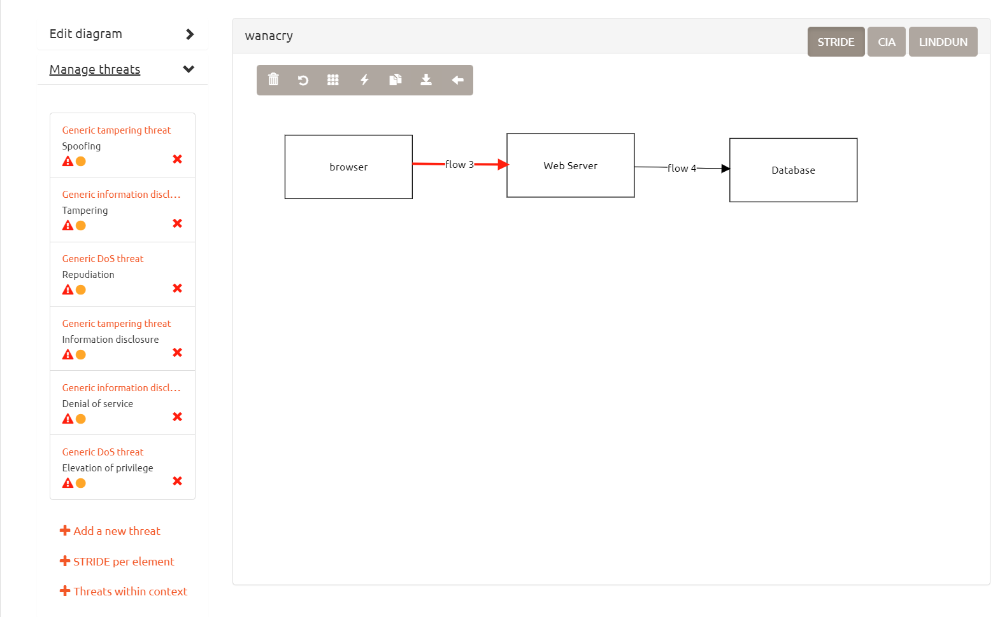 Edit diagram
Manage threats
Generic tampering threat
Spoofing
Generic information discl...
Tampering
Generic DoS threat
Repudiation
Generic tampering threat
Information disclosure
Generic information discl...
Denial of service
Generic DoS threat
Elevation of privilege
Add a new threat
STRIDE per element
Threats within context
wanacry
STRIDE CIA LINDDUN
browser
flow 3
Web Server
flow 4
Database